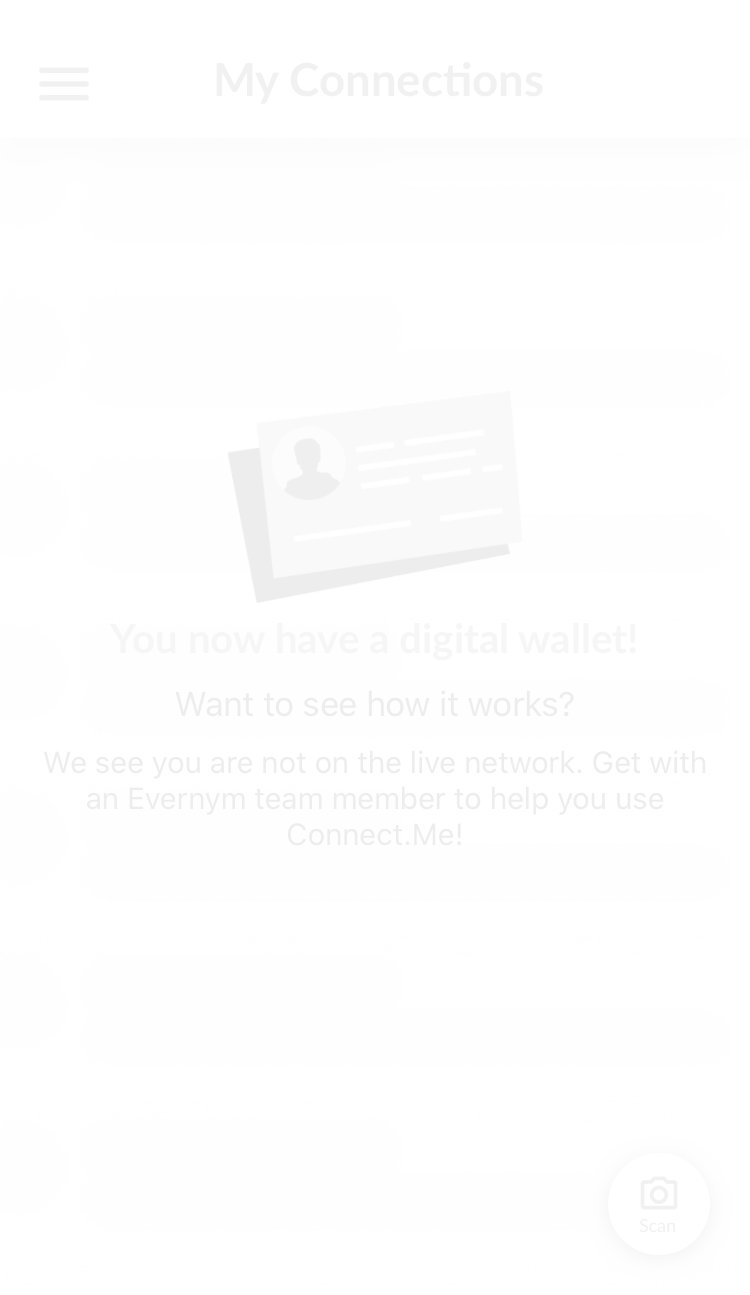 My Connections
You now have a digital wallet!
Want to see how it works?
We see you are not on the live network. Get with
an Evernym team member to help you use
Connect.Me!
Scan